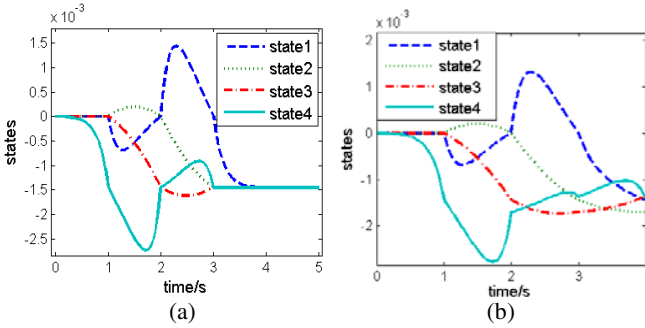 x 10⁻³
1.5
1
0.5
0
-0.5
-1
-1.5
-2
-2.5
states
state1
state2
state3
state4
0
1
2
3
4
5
time/s
(a)
x 10⁻³
2
1
0
-1
-2
states
state1
state2
state3
state4
0
1
2
3
time/s
(b)